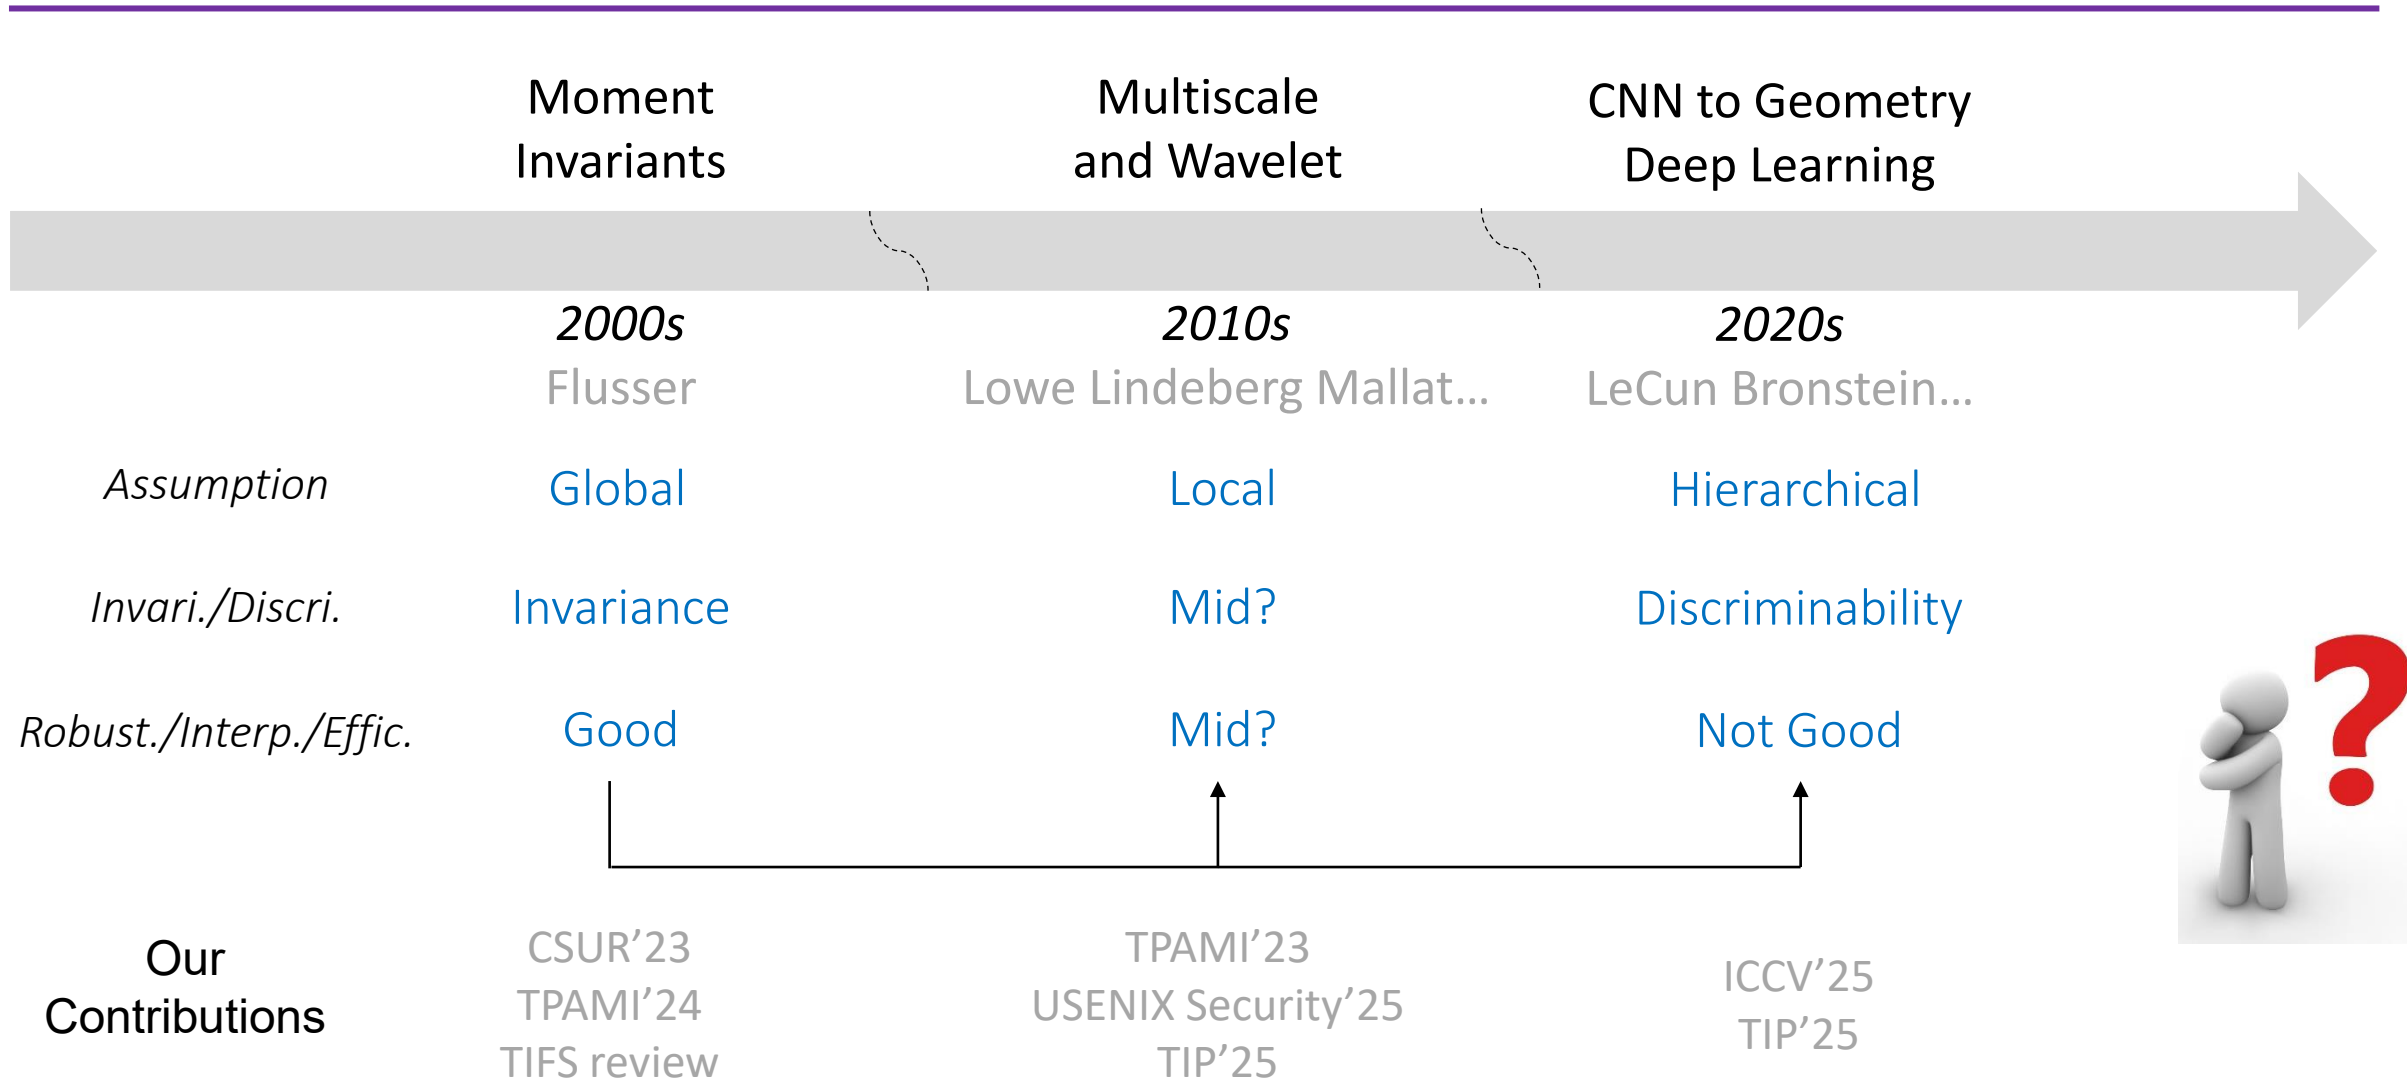 Moment
Invariants
Multiscale
and Wavelet
CNN to Geometry
Deep Learning
2000s
2010s
2020s
Flusser
Lowe Lindeberg Mallat...
LeCun Bronstein...
Assumption
Global
Local
Hierarchical
Invari./Discri.
Invariance
Mid?
Discriminability
Robust./Interp./Effic.
Good
Mid?
Not Good
?
Our
Contributions
CSUR’23
TPAMI’24
TIFS review
TPAMI’23
USENIX Security’25
TIP’25
ICCV’25
TIP’25